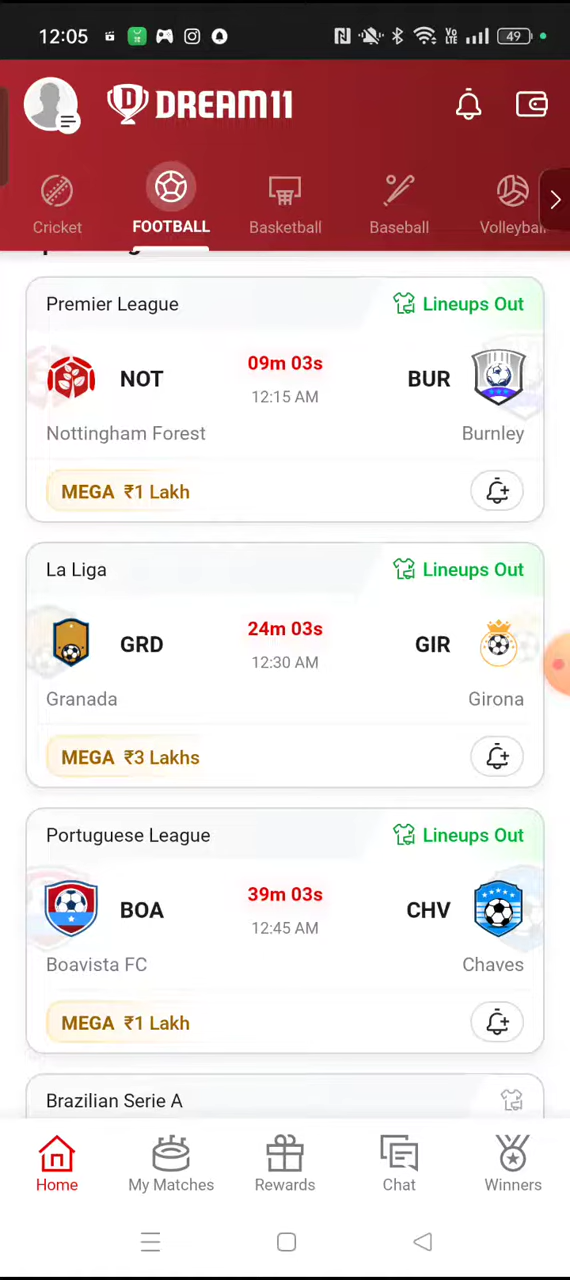 12:05
VO LTE
49
DREAM11
Cricket
FOOTBALL
Basketball
Baseball
Volleyball
Premier League
Lineups Out
NOT
09m 03s
BUR
12:15 AM
Nottingham Forest
Burnley
MEGA ₹1 Lakh
La Liga
Lineups Out
GRD
24m 03s
GIR
12:30 AM
Granada
Girona
MEGA ₹3 Lakhs
Portuguese League
Lineups Out
BOA
39m 03s
CHV
12:45 AM
Boavista FC
Chaves
MEGA ₹1 Lakh
Brazilian Serie A
Home
My Matches
Rewards
Chat
Winners